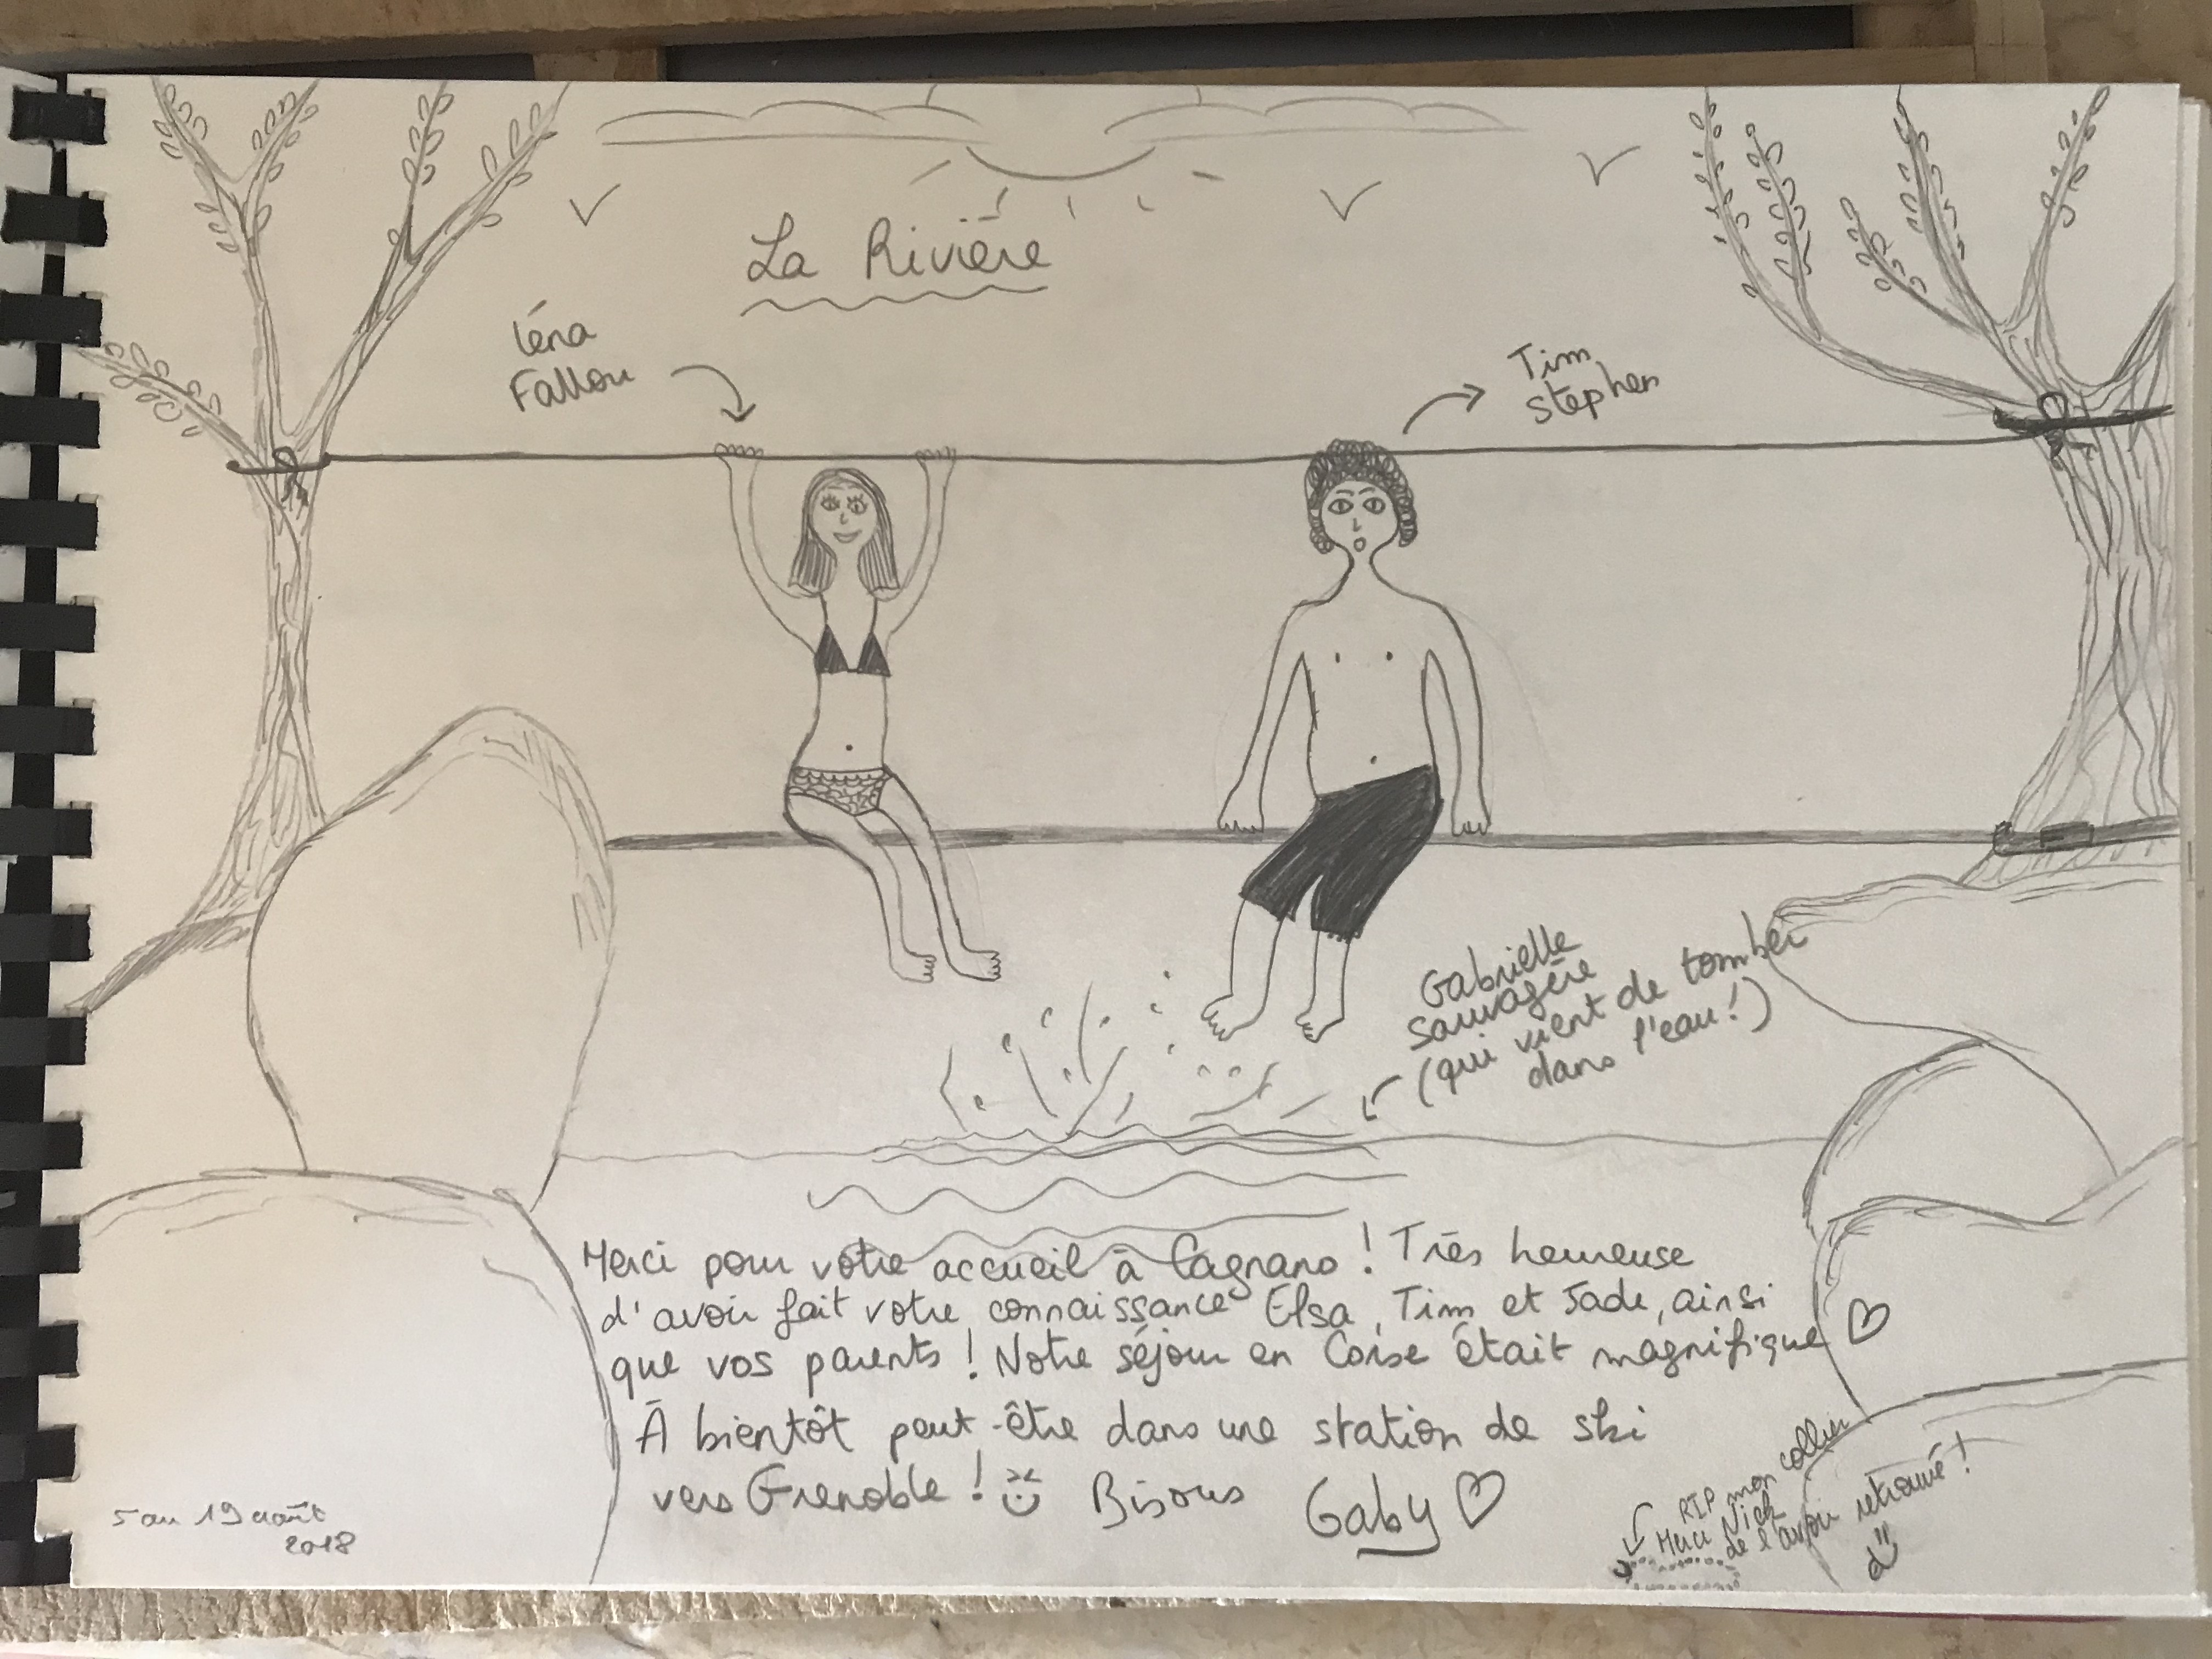 La Rivière
Léna
Fallou
Tim
Stephen
Gabrielle
Sauvagère
(qui vient de tomber
dans l'eau!)
Merci pour votre accueil à Cagnano ! Très heureuse
d'avoir fait votre connaissance Elsa, Tim et Jade, ainsi
que vos parents ! Notre séjour en Corse était magnifique ♡
À bientôt peut-être dans une station de ski
vers Grenoble ! Bisous Gaby ♡
5 au 19 août
2018
RIP mon collier
Merci Nick
de l'avoir retrouvé !